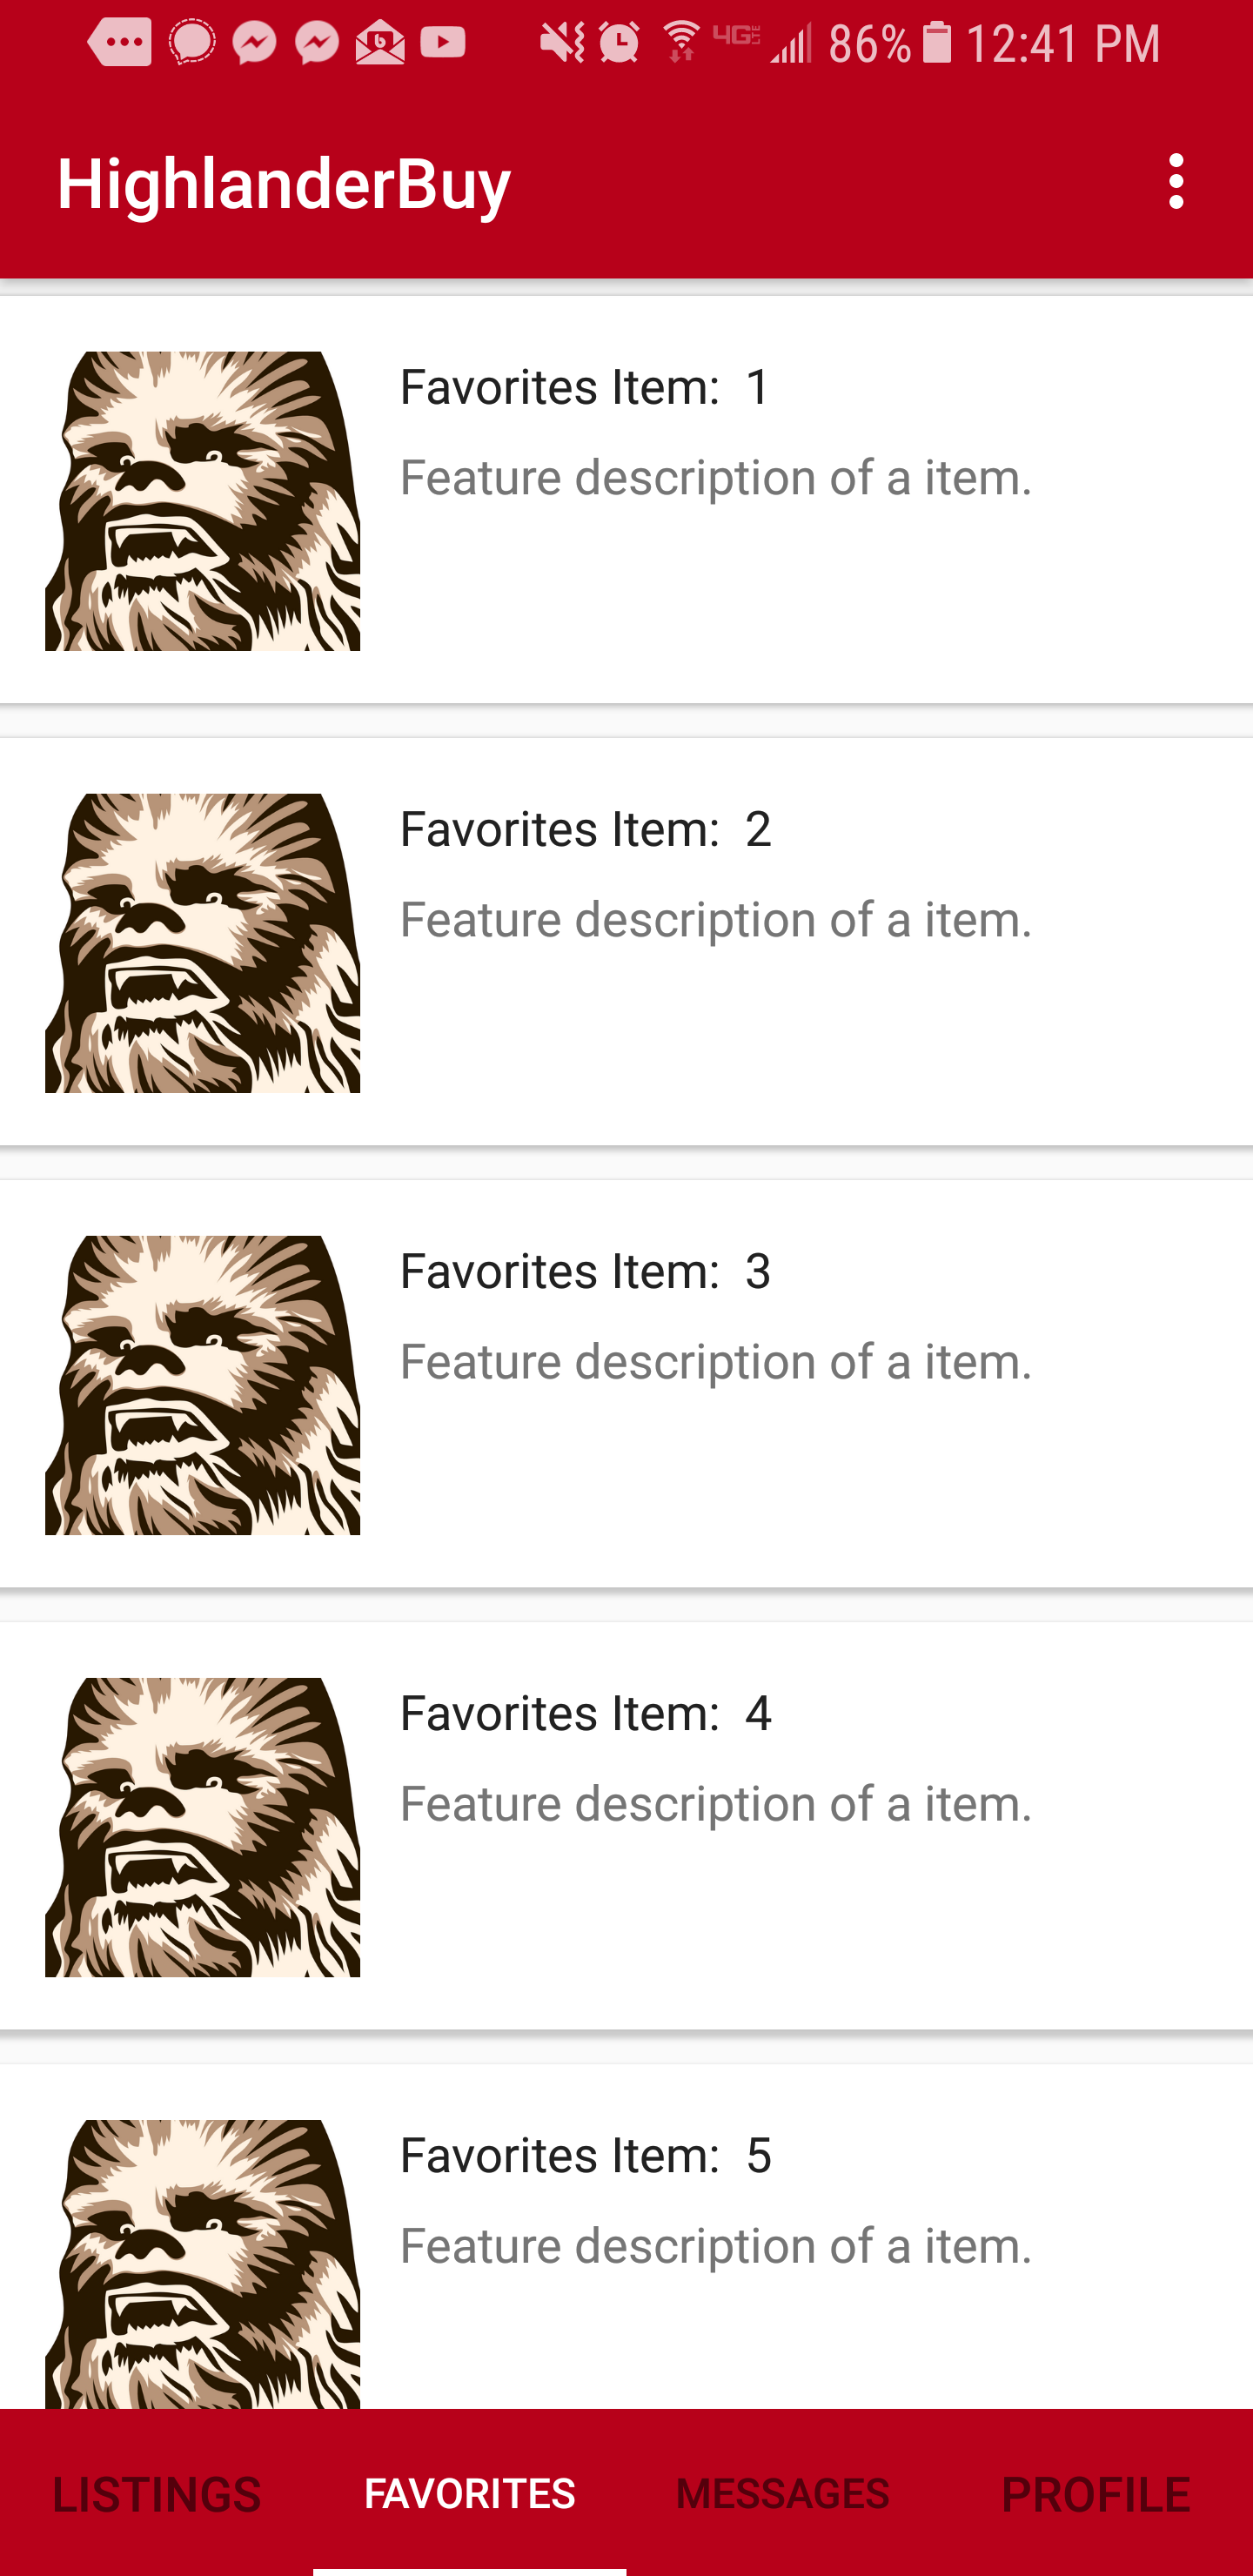 86% 12:41 PM
HighlanderBuy
Favorites Item: 1
Feature description of a item.
Favorites Item: 2
Feature description of a item.
Favorites Item: 3
Feature description of a item.
Favorites Item: 4
Feature description of a item.
Favorites Item: 5
Feature description of a item.
LISTINGS FAVORITES MESSAGES PROFILE